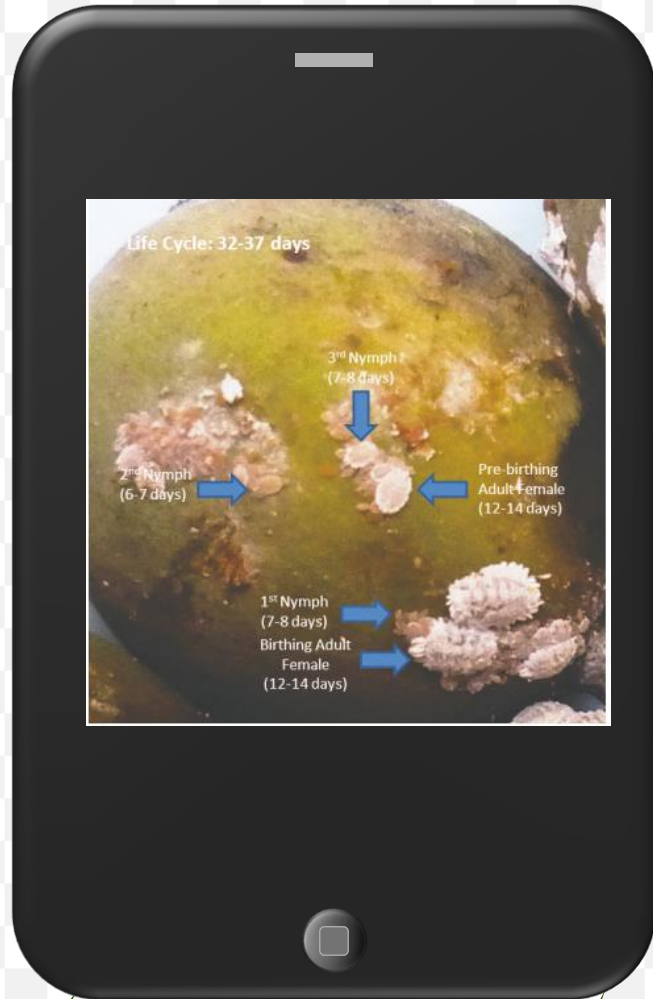 Life Cycle: 32-37 days
3rd Nymph
(7-8 days)
2nd Nymph
(6-7 days)
Pre-birthing
Adult Female
(12-14 days)
1st Nymph
(7-8 days)
Birthing Adult
Female
(12-14 days)